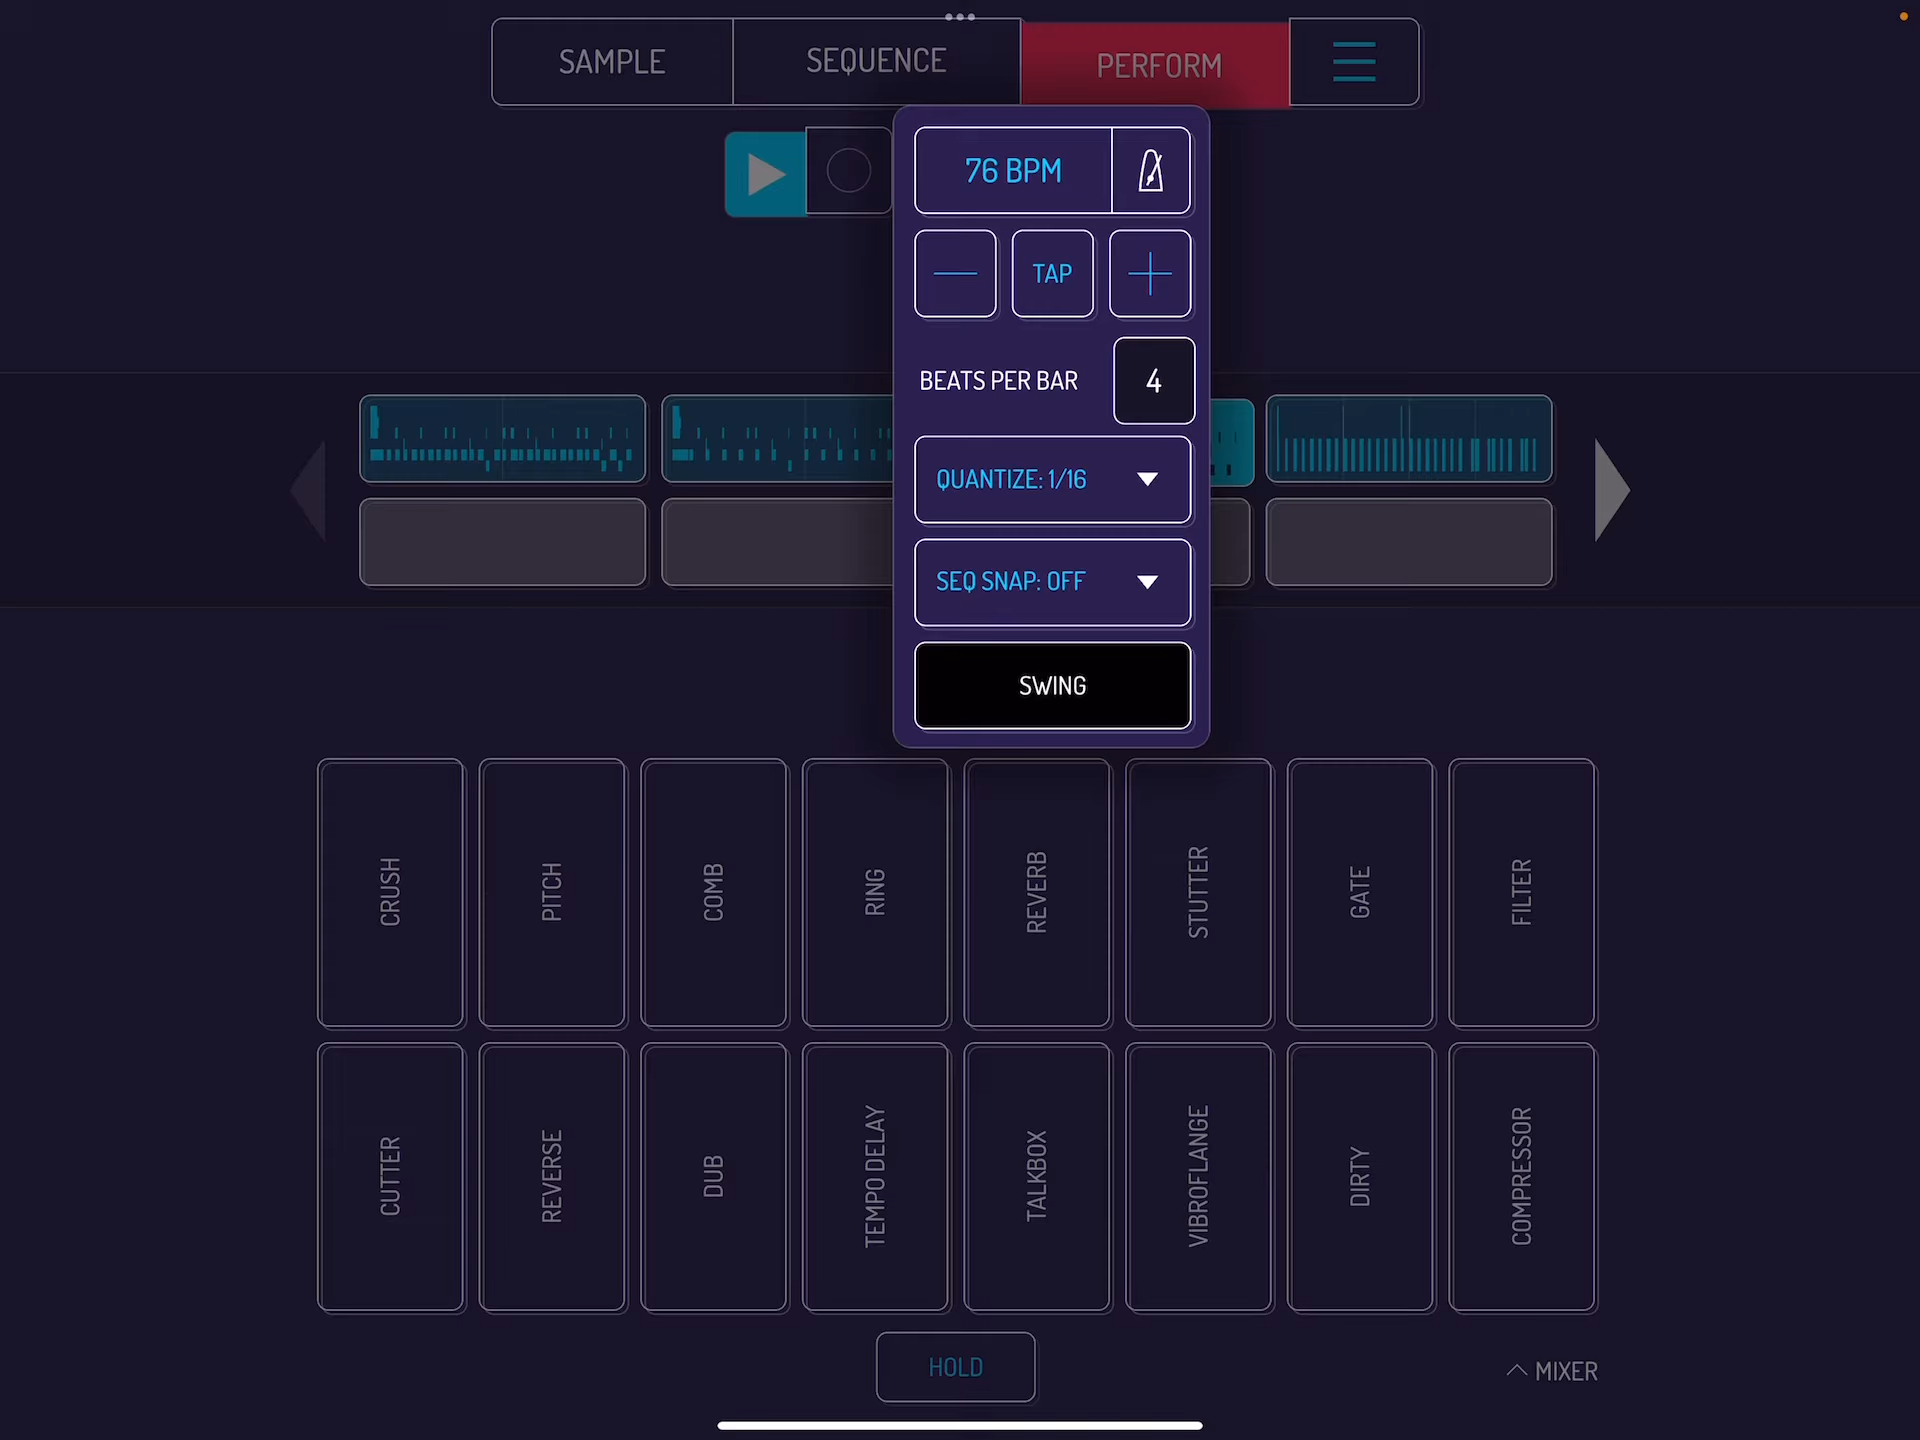 SAMPLE
SEQUENCE
PERFORM
76 BPM
TAP
BEATS PER BAR
4
QUANTIZE: 1/16
SEQ SNAP: OFF
SWING
CRUSH
PITCH
COMB
RING
REVERB
STUTTER
GATE
FILTER
CUTTER
REVERSE
DUB
TEMPO DELAY
TALKBOX
VIBROFLANGE
DIRTY
COMPRESSOR
HOLD
MIXER